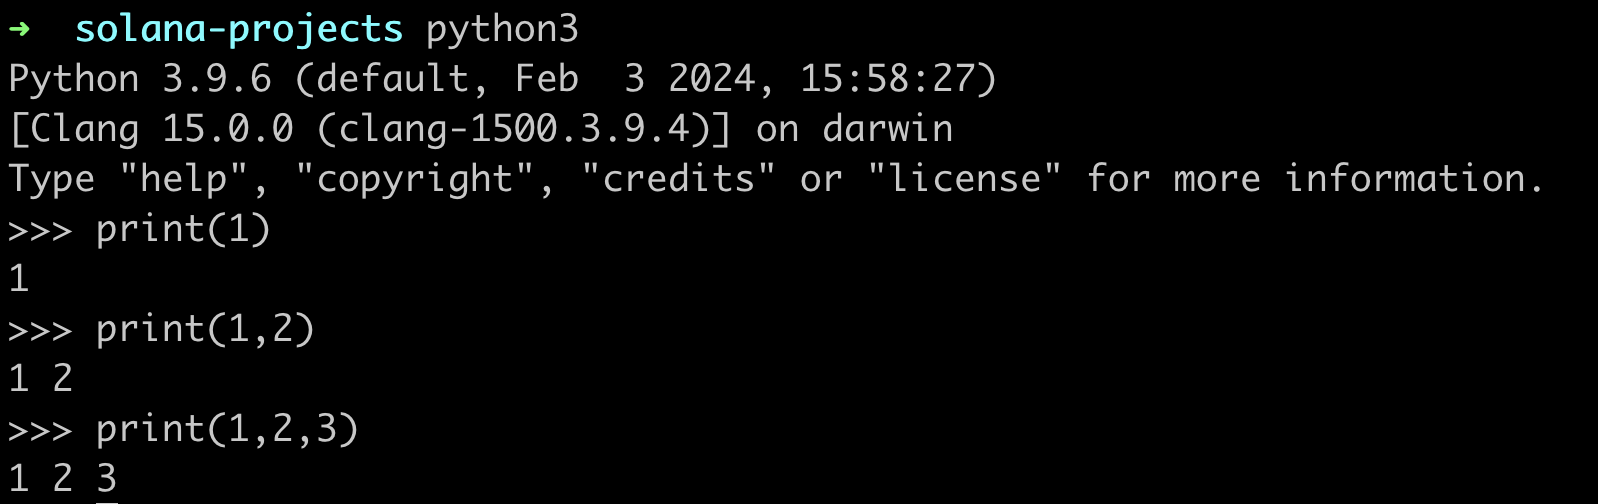 ➜  solana-projects python3
Python 3.9.6 (default, Feb  3 2024, 15:58:27)
[Clang 15.0.0 (clang-1500.3.9.4)] on darwin
Type "help", "copyright", "credits" or "license" for more information.
>>> print(1)
1
>>> print(1,2)
1 2
>>> print(1,2,3)
1 2 3